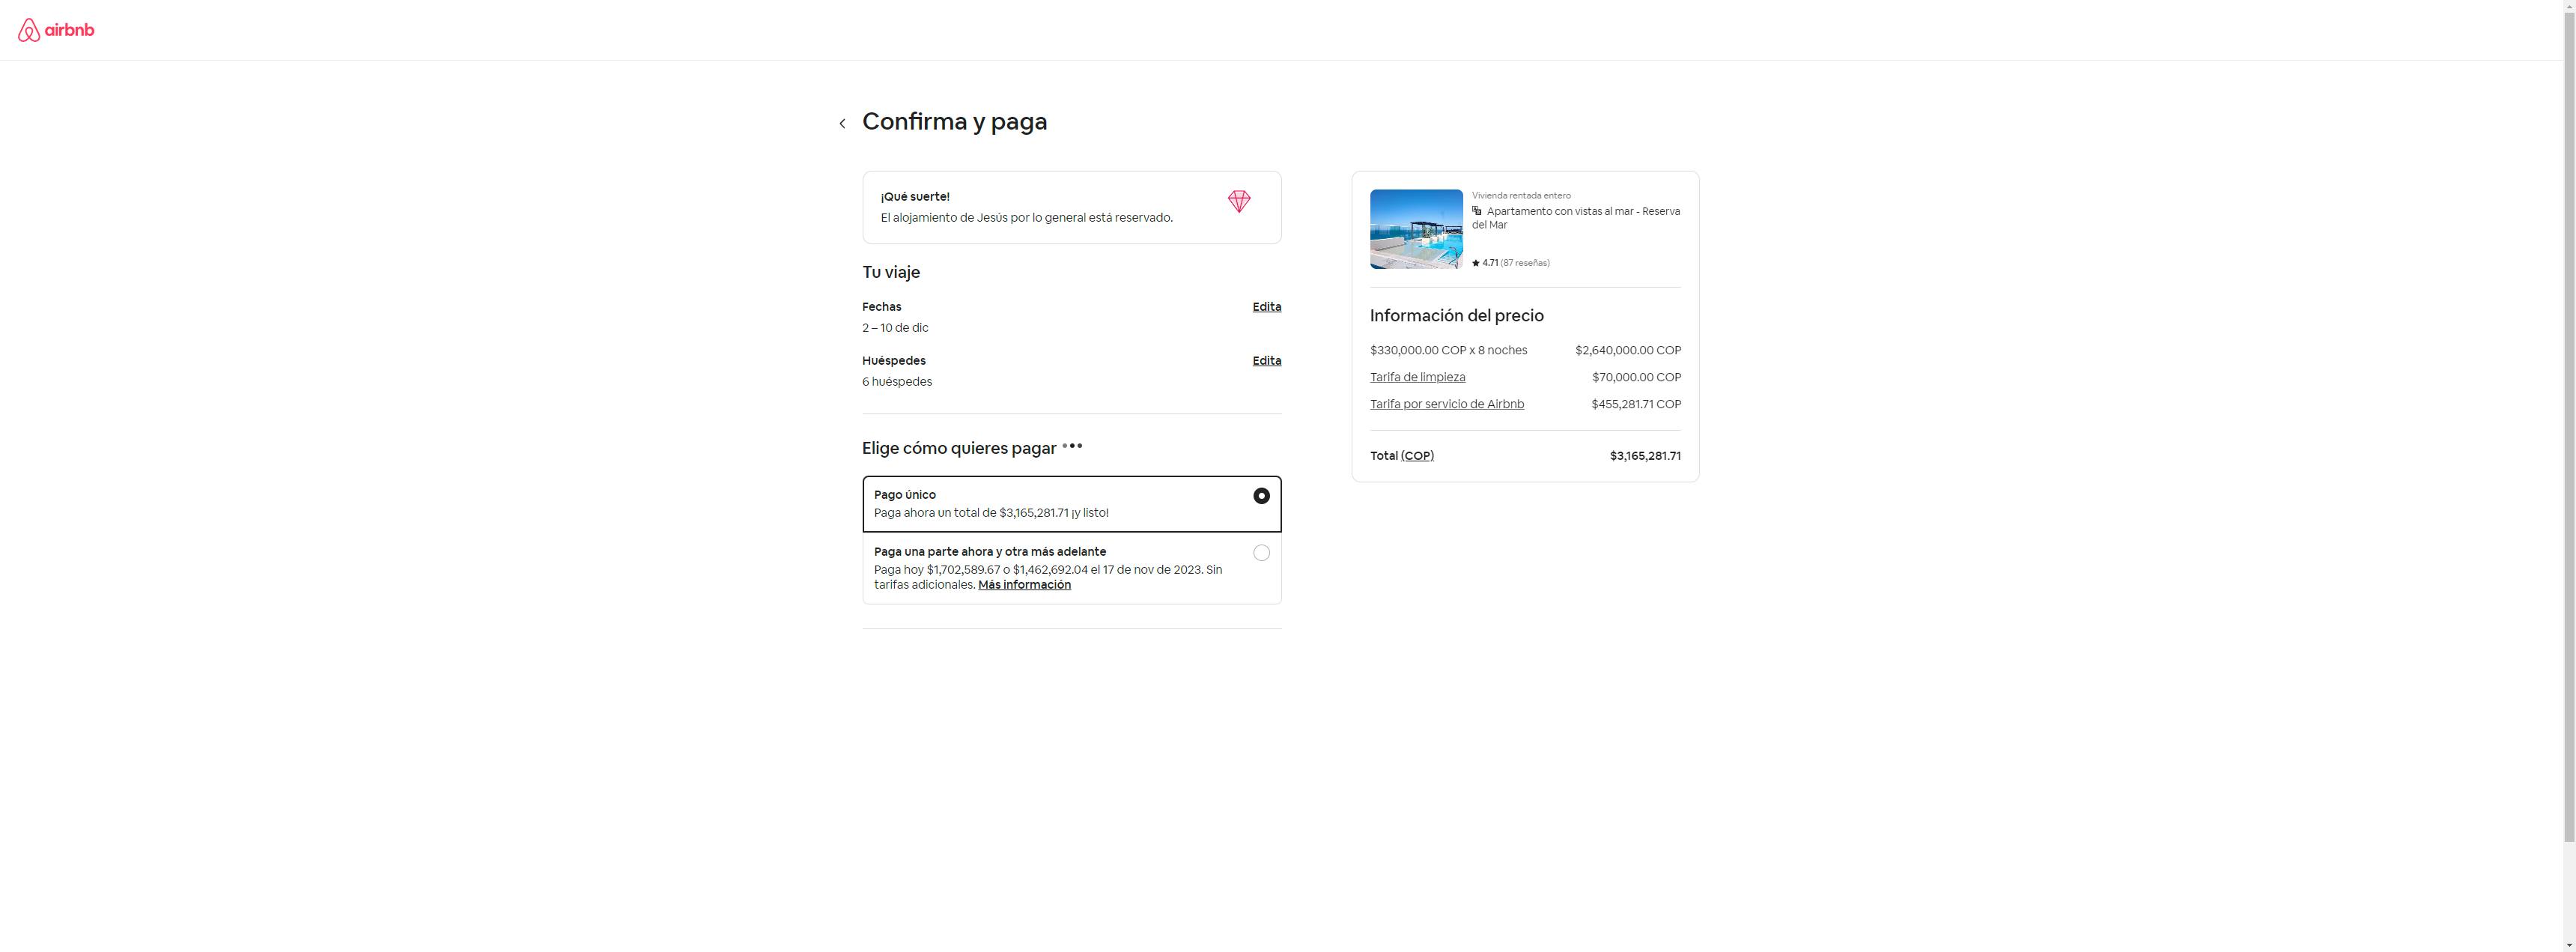 airbnb
Confirma y paga
¡Qué suerte!
El alojamiento de Jesús por lo general está reservado.
Tu viaje
Fechas
Edita
2 – 10 de dic
Huéspedes
Edita
6 huéspedes
Elige cómo quieres pagar
Pago único
Paga ahora un total de $3,165,281.71 ¡y listo!
Paga una parte ahora y otra más adelante
Paga hoy $1,702,589.67 o $1,462,692.04 el 17 de nov de 2023. Sin
tarifas adicionales. Más información
Vivienda rentada entero
Apartamento con vistas al mar - Reserva
del Mar
4.71 (87 reseñas)
Información del precio
$330,000.00 COP x 8 noches $2,640,000.00 COP
Tarifa de limpieza $70,000.00 COP
Tarifa por servicio de Airbnb $455,281.71 COP
Total (COP) $3,165,281.71